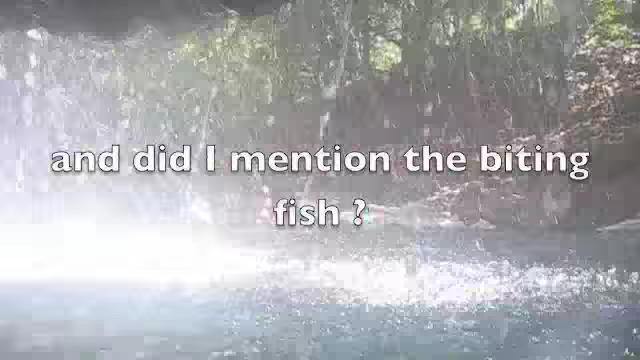 and did I mention the biting
fish ?